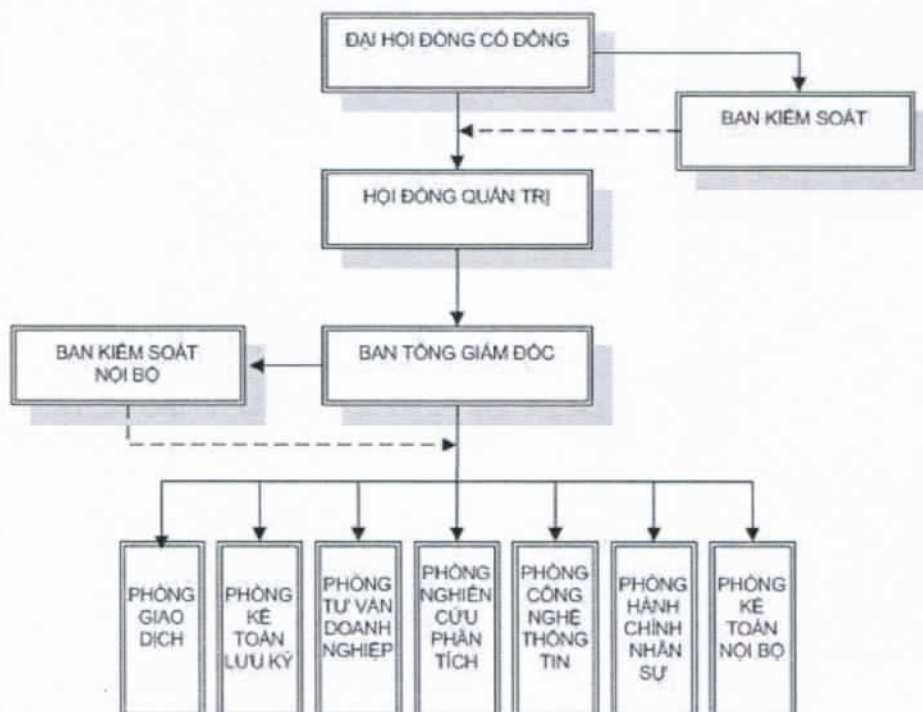 ĐẠI HỘI ĐỒNG CỔ ĐÔNG
BAN KIỂM SOÁT
HỘI ĐỒNG QUẢN TRỊ
BAN KIỂM SOÁT
NỘI BỘ
BAN TỔNG GIÁM ĐỐC
PHÒNG
GIAO
DỊCH
PHÒNG
KẾ
TOÁN
LƯU KÝ
PHÒNG
TƯ VẤN
DOANH
NGHIỆP
PHÒNG
NGHIÊN
CỨU
PHÂN
TÍCH
PHÒNG
CÔNG
NGHỆ
THÔNG
TIN
PHÒNG
HÀNH
CHÍNH
NHÂN
SỰ
PHÒNG
KẾ
TOÁN
NỘI BỘ